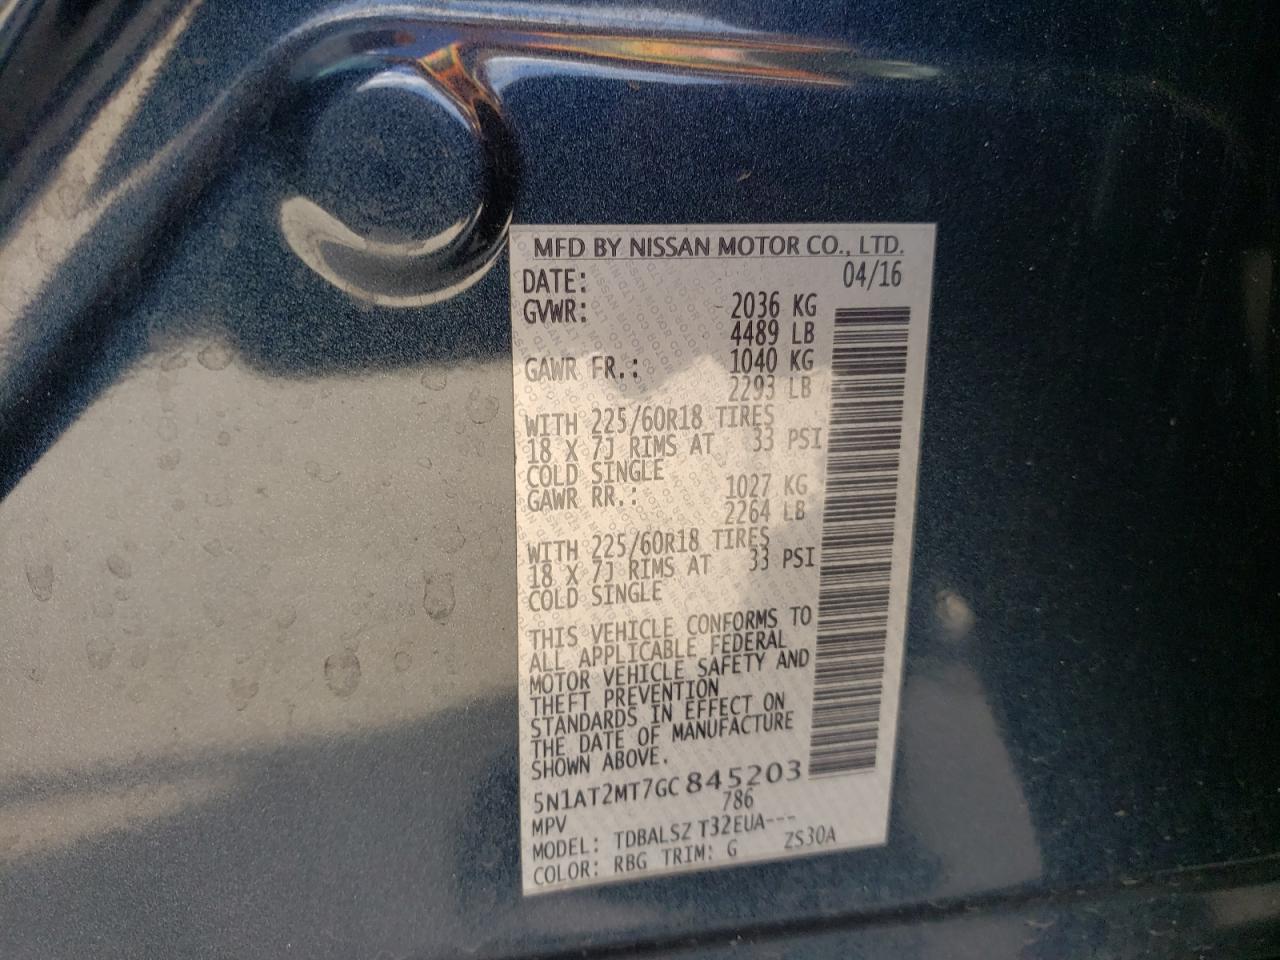 MFD BY NISSAN MOTOR CO., LTD.
DATE: 04/16
GVWR: 2036 KG
4489 LB
GAWR FR.: 1040 KG
2293 LB
WITH 225/60R18 TIRES
18 X 7J RIMS AT 33 PSI
COLD SINGLE
GAWR RR.: 1027 KG
2264 LB
WITH 225/60R18 TIRES
18 X 7J RIMS AT 33 PSI
COLD SINGLE
THIS VEHICLE CONFORMS TO
ALL APPLICABLE FEDERAL
MOTOR VEHICLE SAFETY AND
THEFT PREVENTION
STANDARDS IN EFFECT ON
THE DATE OF MANUFACTURE
SHOWN ABOVE.
5N1AT2MT7GC845203
MPV 786
MODEL: TDBALSZ T32EUA---
COLOR: RBG TRIM: G ZS30A